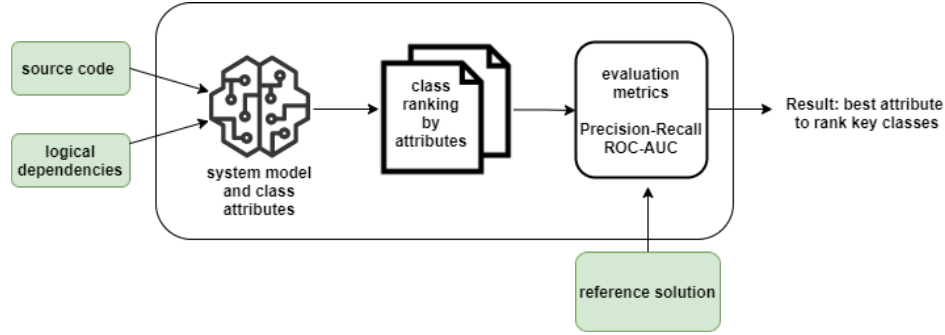 source code
logical
dependencies
system model
and class
attributes
class
ranking
by
attributes
evaluation
metrics
Precision-Recall
ROC-AUC
Result: best attribute
to rank key classes
reference solution